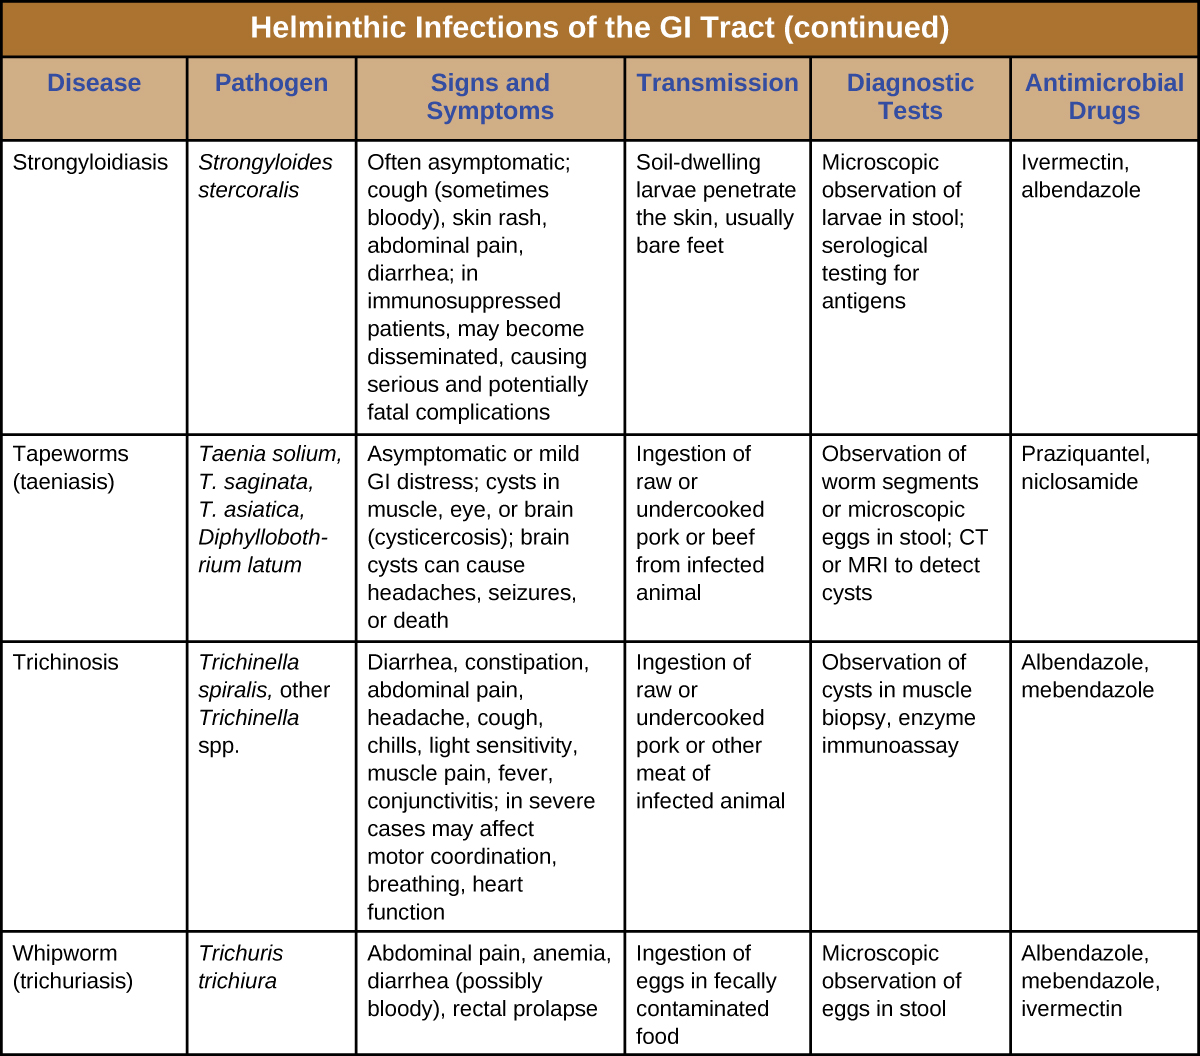 Helminthic Infections of the GI Tract (continued)
Disease
Pathogen
Signs and
Symptoms
Transmission
Diagnostic
Tests
Antimicrobial
Drugs
Strongyloidiasis
Strongyloides
stercoralis
Often asymptomatic;
cough (sometimes
bloody), skin rash,
abdominal pain,
diarrhea; in
immunosuppressed
patients, may become
disseminated, causing
serious and potentially
fatal complications
Soil-dwelling
larvae penetrate
the skin, usually
bare feet
Microscopic
observation of
larvae in stool;
serological
testing for
antigens
Ivermectin,
albendazole
Tapeworms
(taeniasis)
Taenia solium,
T. saginata,
T. asiatica,
Diphylloboth-
rium latum
Asymptomatic or mild
GI distress; cysts in
muscle, eye, or brain
(cysticercosis); brain
cysts can cause
headaches, seizures,
or death
Ingestion of
raw or
undercooked
pork or beef
from infected
animal
Observation of
worm segments
or microscopic
eggs in stool; CT
or MRI to detect
cysts
Praziquantel,
niclosamide
Trichinosis
Trichinella
spiralis, other
Trichinella
spp.
Diarrhea, constipation,
abdominal pain,
headache, cough,
chills, light sensitivity,
muscle pain, fever,
conjunctivitis; in severe
cases may affect
motor coordination,
breathing, heart
function
Ingestion of
raw or
undercooked
pork or other
meat of
infected animal
Observation of
cysts in muscle
biopsy, enzyme
immunoassay
Albendazole,
mebendazole
Whipworm
(trichuriasis)
Trichuris
trichiura
Abdominal pain, anemia,
diarrhea (possibly
bloody), rectal prolapse
Ingestion of
eggs in fecally
contaminated
food
Microscopic
observation of
eggs in stool
Albendazole,
mebendazole,
ivermectin